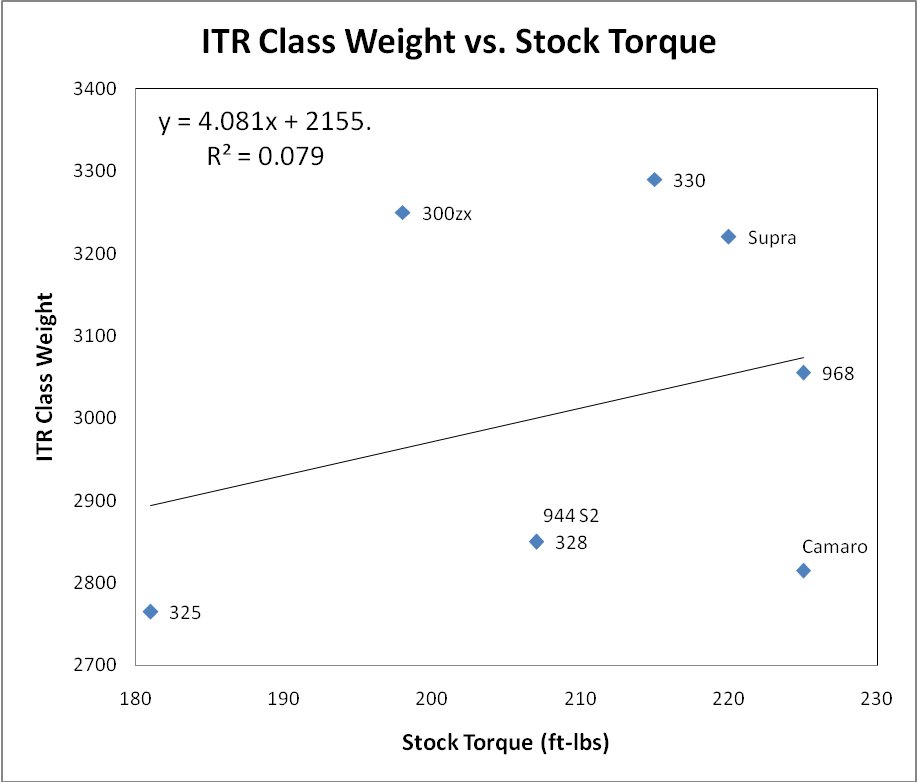 ITR Class Weight vs. Stock Torque
y = 4.081x + 2155.
R² = 0.079
ITR Class Weight
3400
3300
3200
3100
3000
2900
2800
2700
330
300zx
Supra
968
944 S2
328
Camaro
325
180 190 200 210 220 230
Stock Torque (ft-lbs)